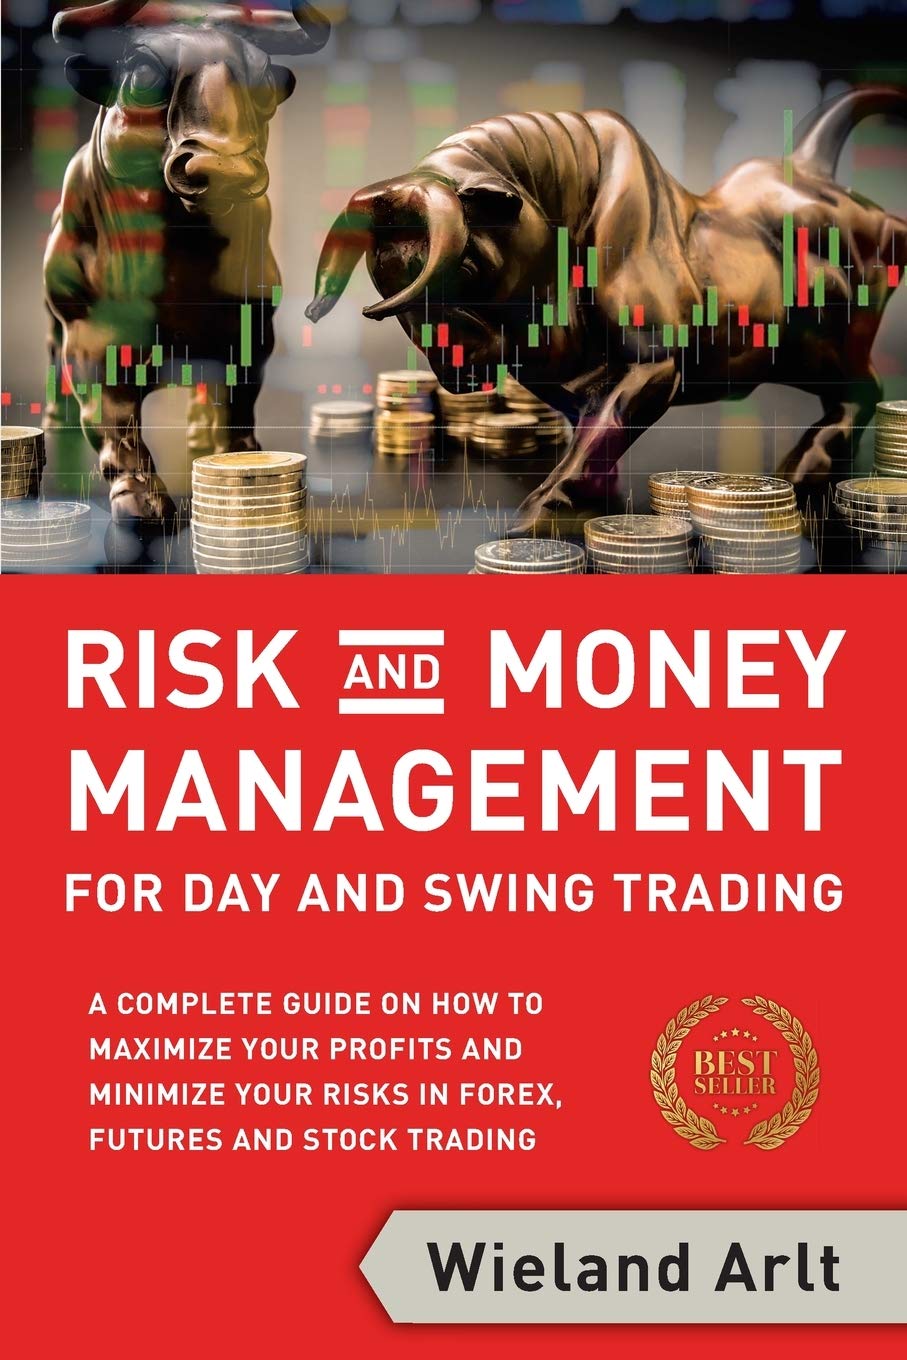 RISK AND MONEY
MANAGEMENT
FOR DAY AND SWING TRADING
A COMPLETE GUIDE ON HOW TO
MAXIMIZE YOUR PROFITS AND
MINIMIZE YOUR RISKS IN FOREX,
FUTURES AND STOCK TRADING
BEST
SELLER
Wieland Arlt